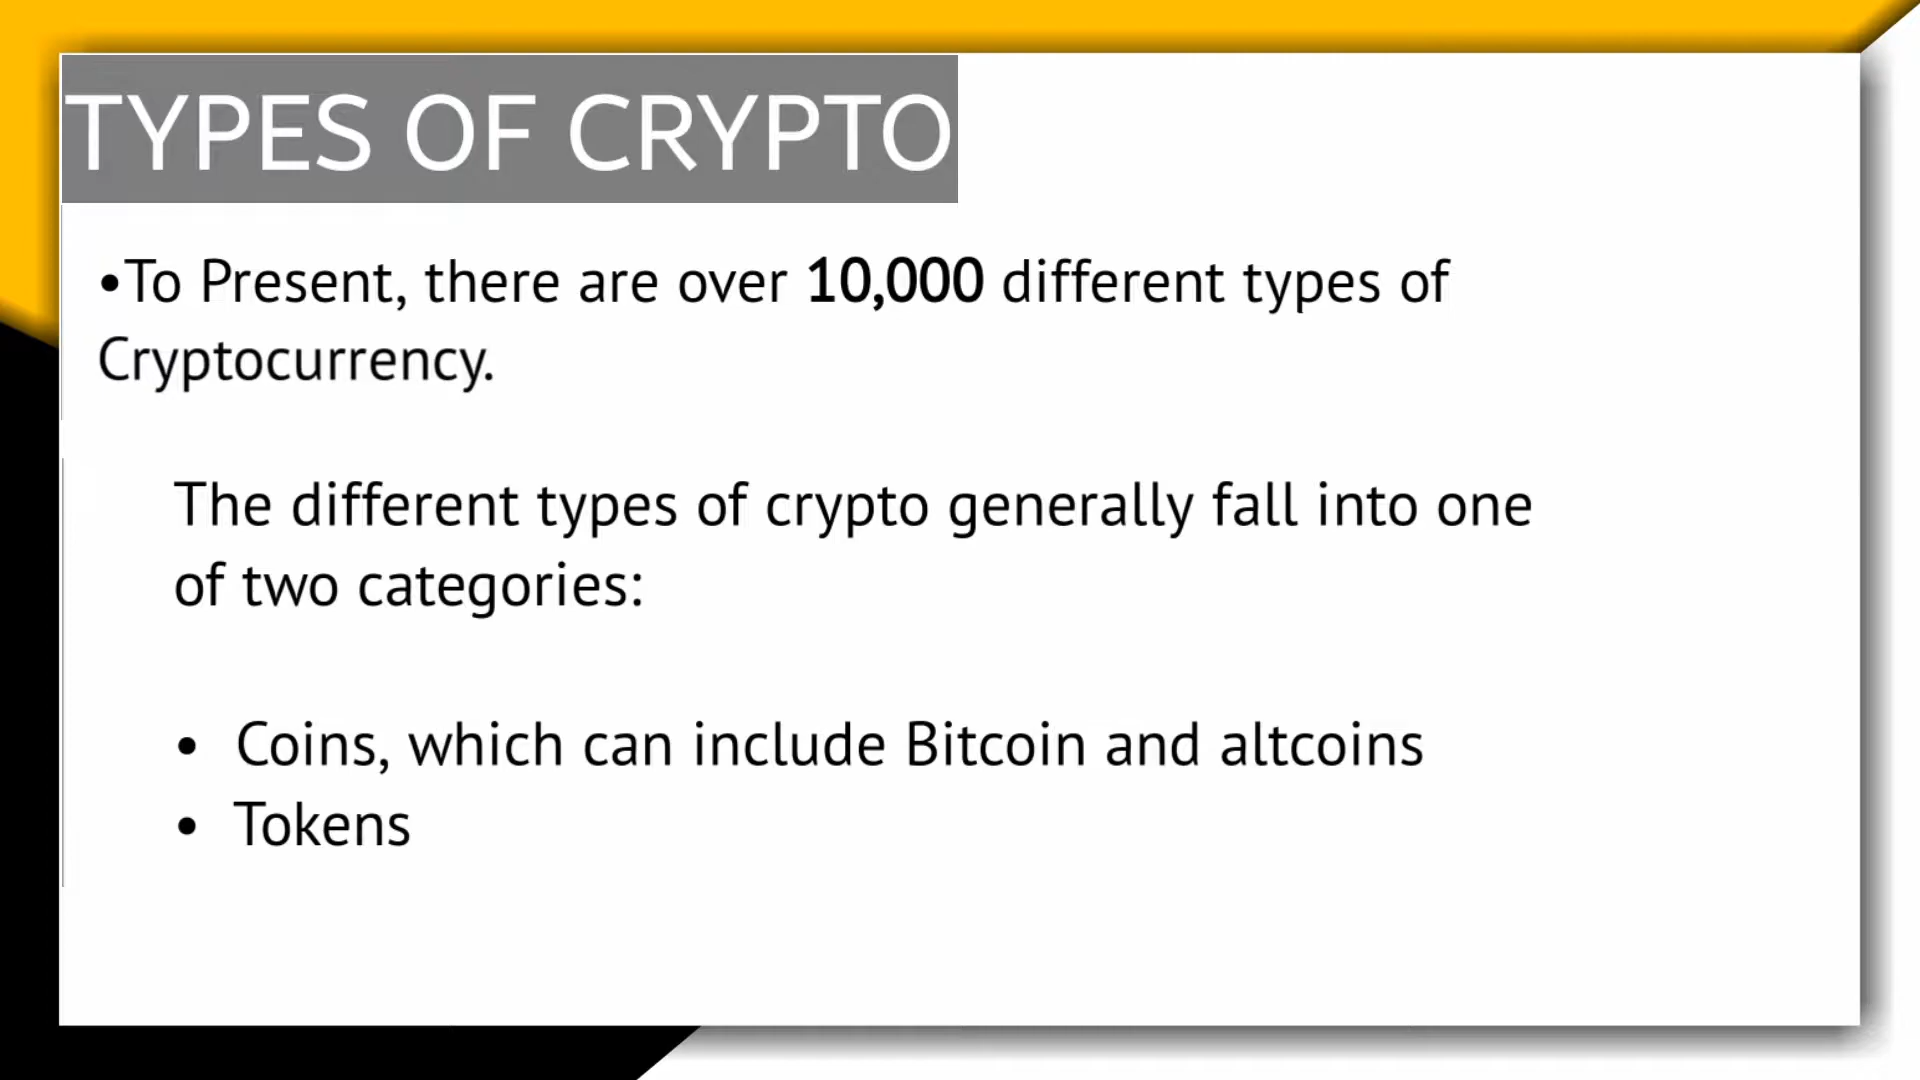 TYPES OF CRYPTO
•To Present, there are over 10,000 different types of
Cryptocurrency.
The different types of crypto generally fall into one
of two categories:
• Coins, which can include Bitcoin and altcoins
• Tokens